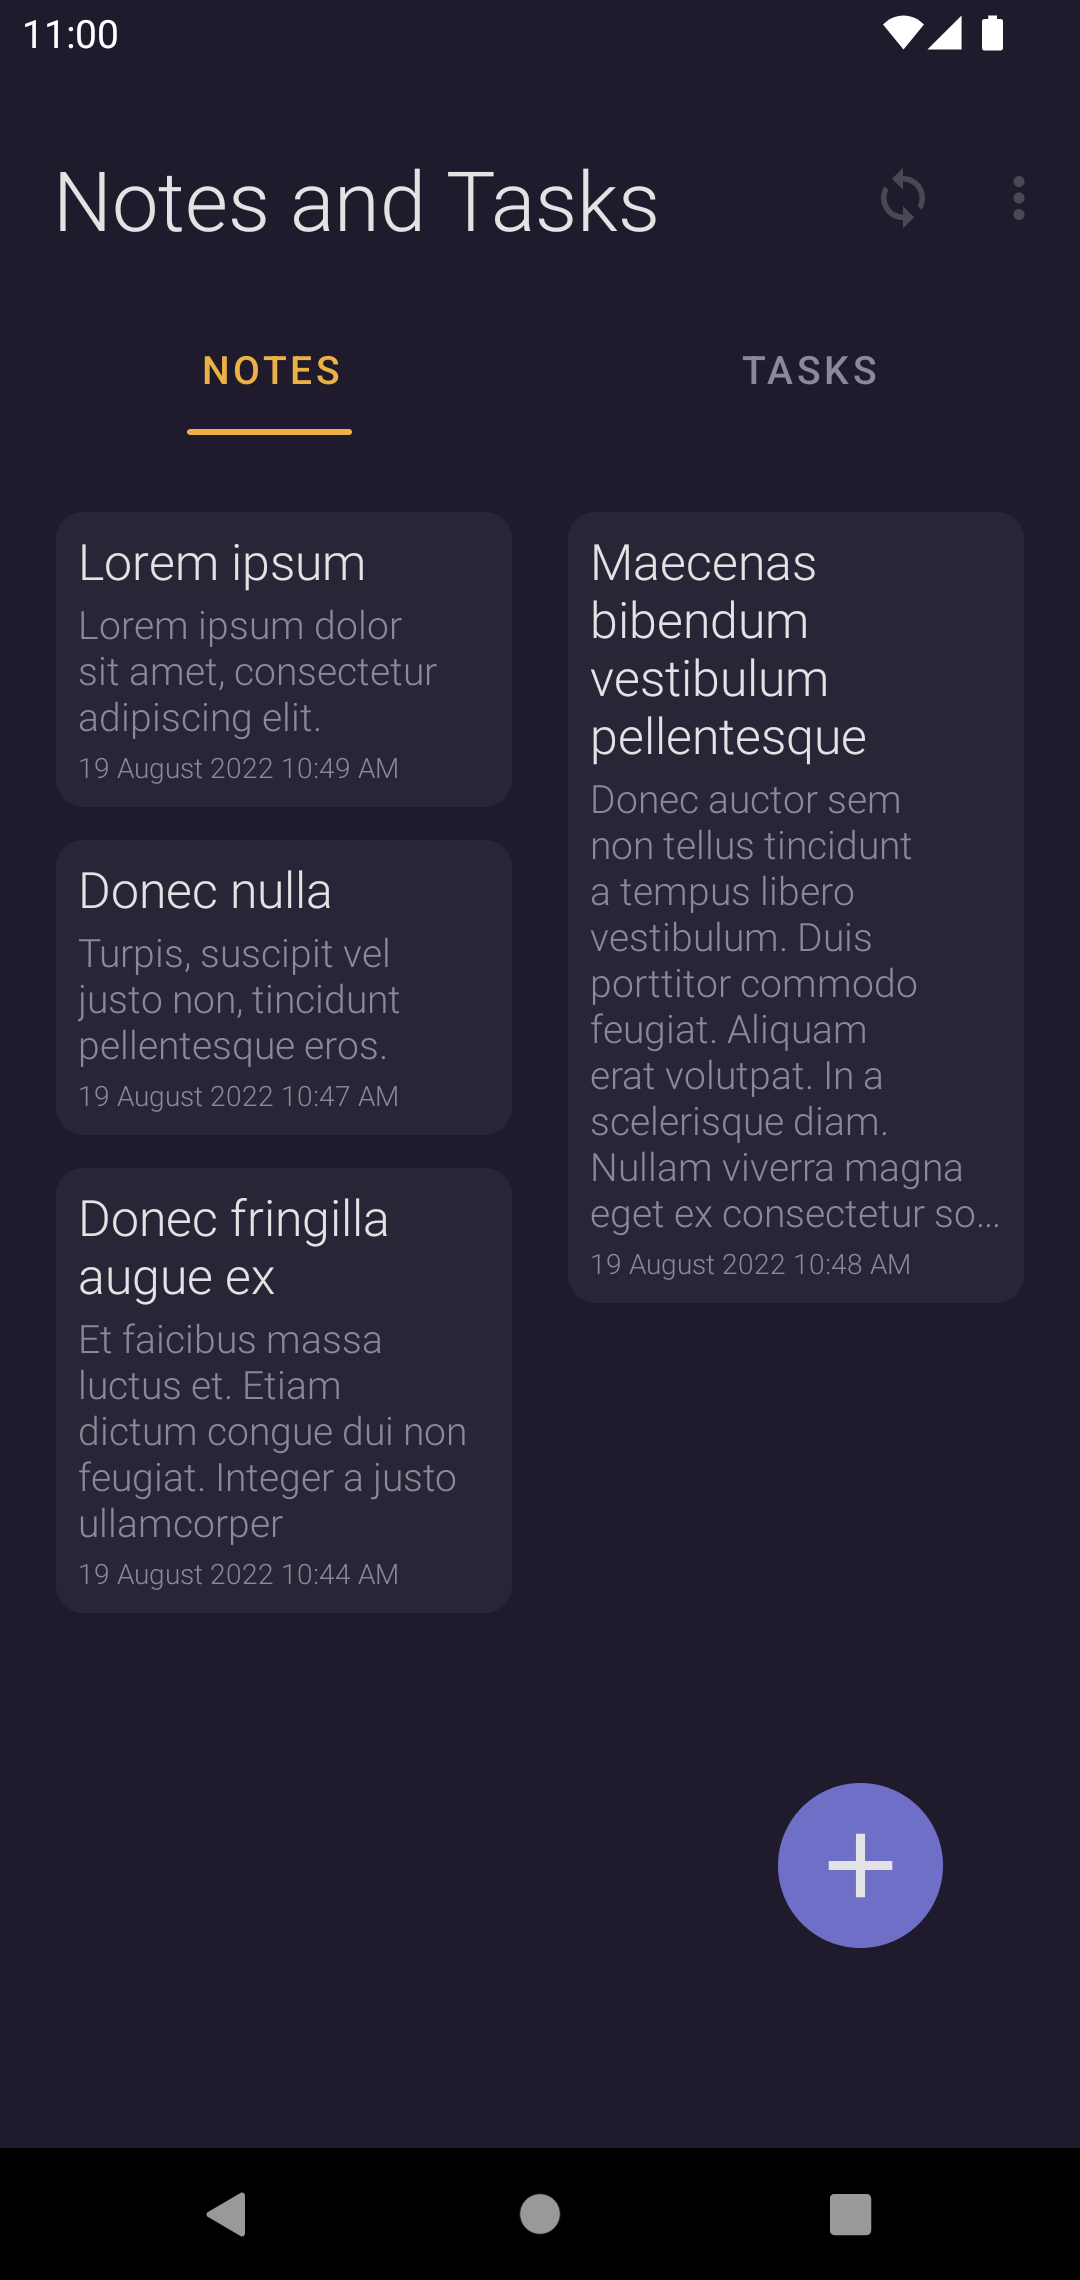 11:00
Notes and Tasks
NOTES
TASKS
Lorem ipsum
Lorem ipsum dolor
sit amet, consectetur
adipiscing elit.
19 August 2022 10:49 AM
Maecenas
bibendum
vestibulum
pellentesque
Donec auctor sem
non tellus tincidunt
a tempus libero
vestibulum. Duis
porttitor commodo
feugiat. Aliquam
erat volutpat. In a
scelerisque diam.
Nullam viverra magna
eget ex consectetur so...
19 August 2022 10:48 AM
Donec nulla
Turpis, suscipit vel
justo non, tincidunt
pellentesque eros.
19 August 2022 10:47 AM
Donec fringilla
augue ex
Et faicibus massa
luctus et. Etiam
dictum congue dui non
feugiat. Integer a justo
ullamcorper
19 August 2022 10:44 AM